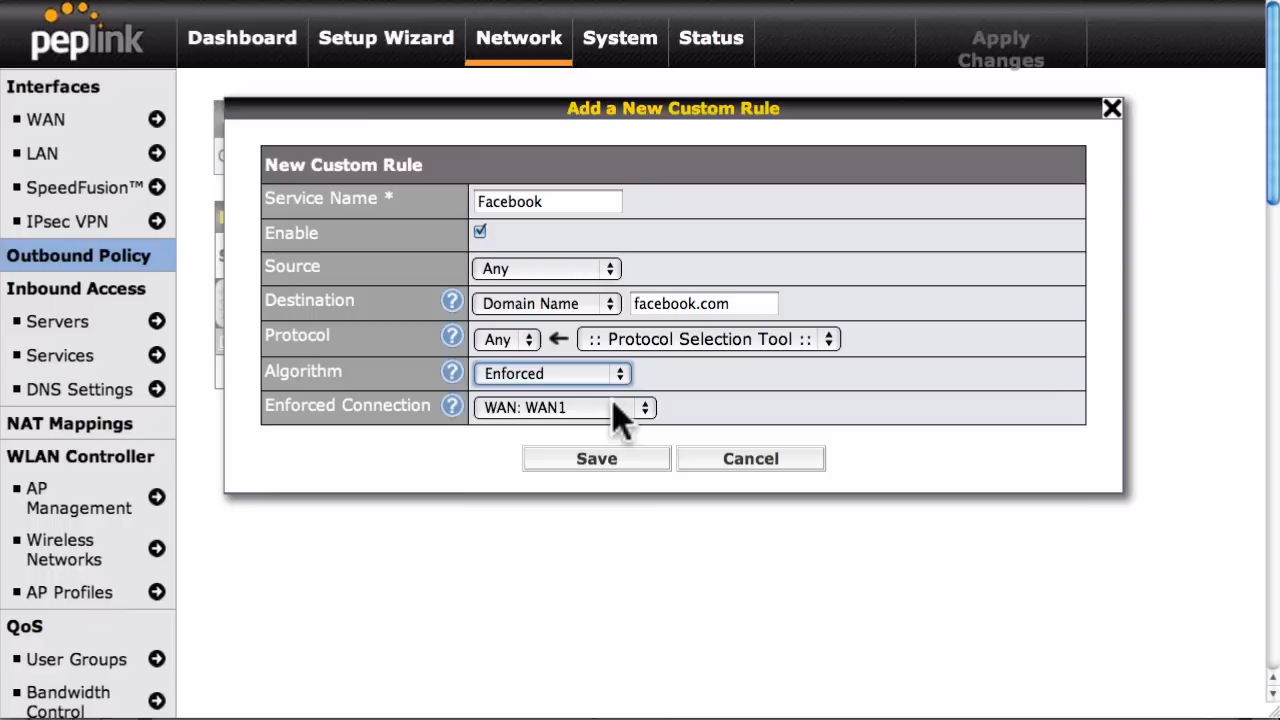 peplink
Dashboard
Setup Wizard
Network
System
Status
Apply
Changes
Interfaces
WAN
LAN
SpeedFusion™
IPsec VPN
Outbound Policy
Inbound Access
Servers
Services
DNS Settings
NAT Mappings
WLAN Controller
AP
Management
Wireless
Networks
AP Profiles
QoS
User Groups
Bandwidth
Control
Add a New Custom Rule
New Custom Rule
Service Name *
Facebook
Enable
Source
Any
Destination
?
Domain Name
facebook.com
Protocol
?
Any
:: Protocol Selection Tool ::
Algorithm
?
Enforced
Enforced Connection
?
WAN: WAN1
Save
Cancel